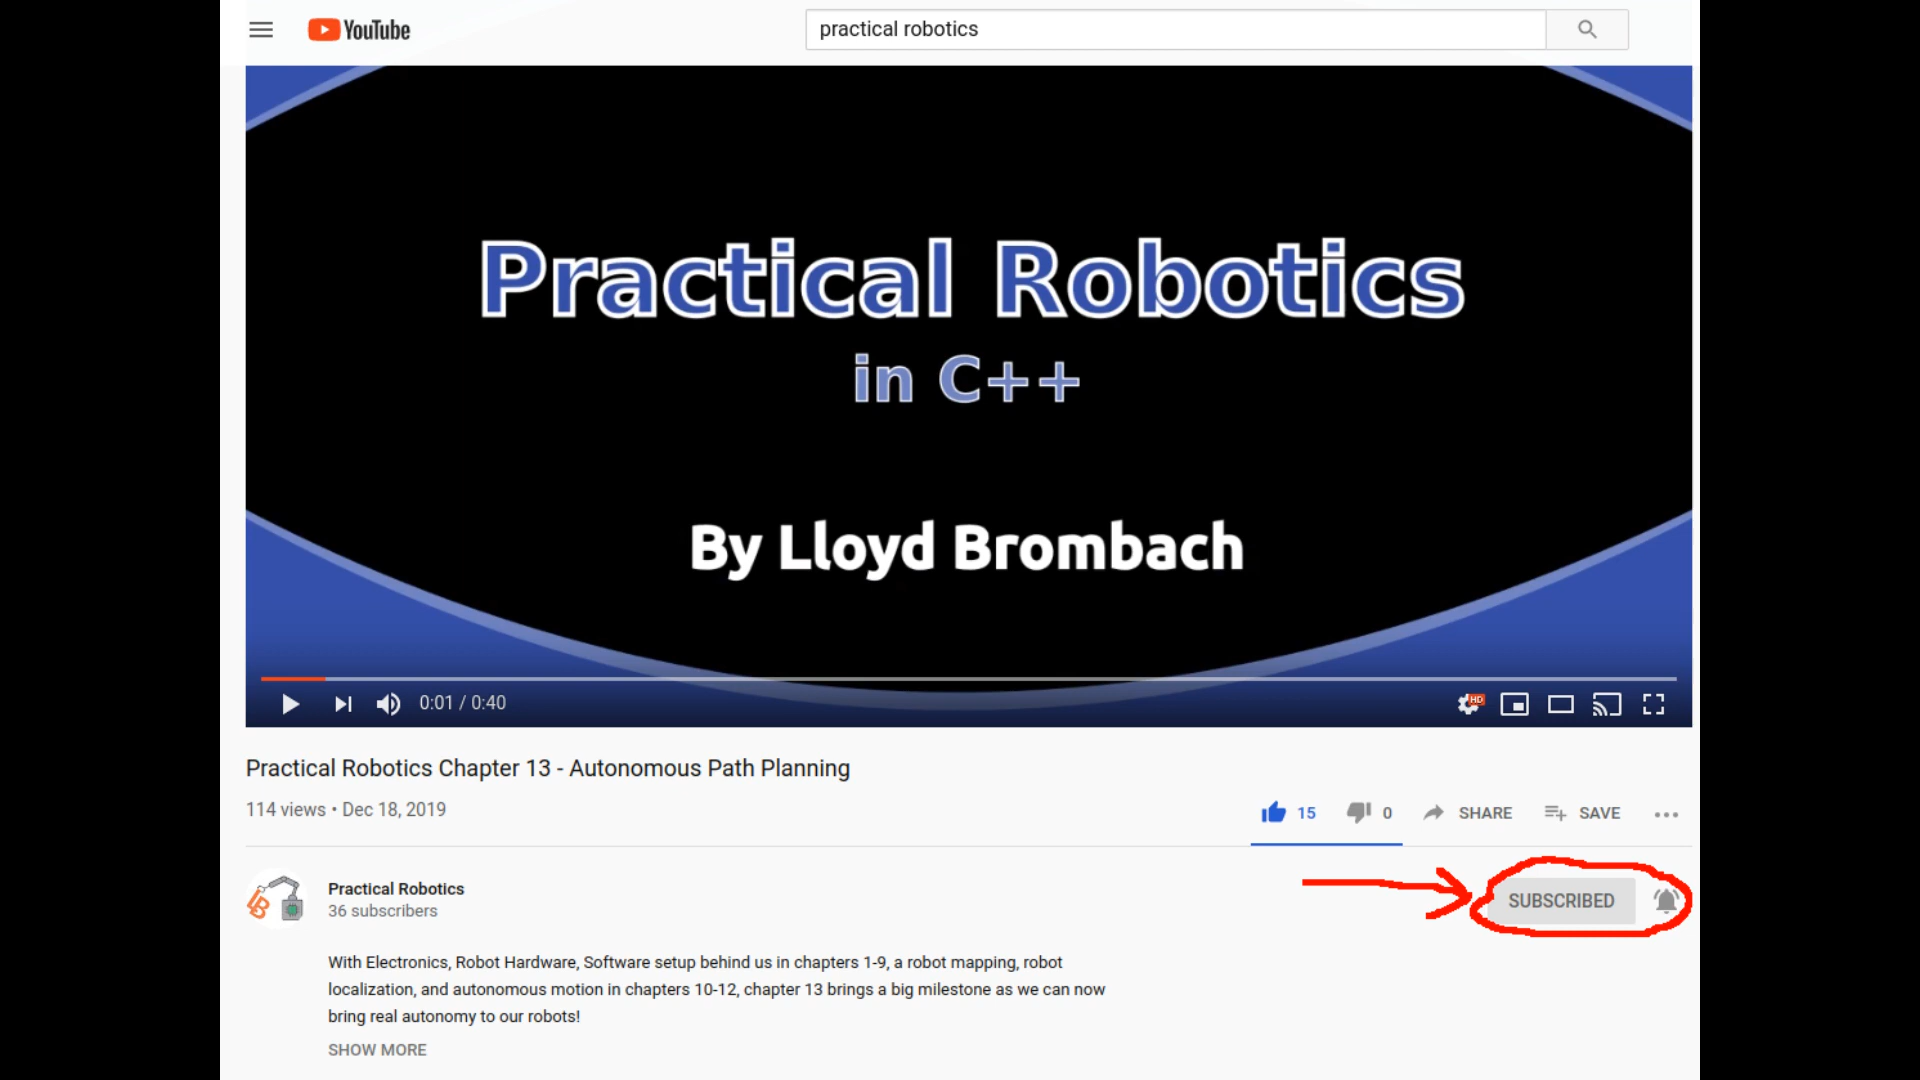 YouTube
practical robotics
Practical Robotics
in C++
By Lloyd Brombach
0:01 / 0:40
HD
Practical Robotics Chapter 13 - Autonomous Path Planning
114 views • Dec 18, 2019
15 0 SHARE SAVE
Practical Robotics
36 subscribers
SUBSCRIBED
With Electronics, Robot Hardware, Software setup behind us in chapters 1-9, a robot mapping, robot
localization, and autonomous motion in chapters 10-12, chapter 13 brings a big milestone as we can now
bring real autonomy to our robots!
SHOW MORE